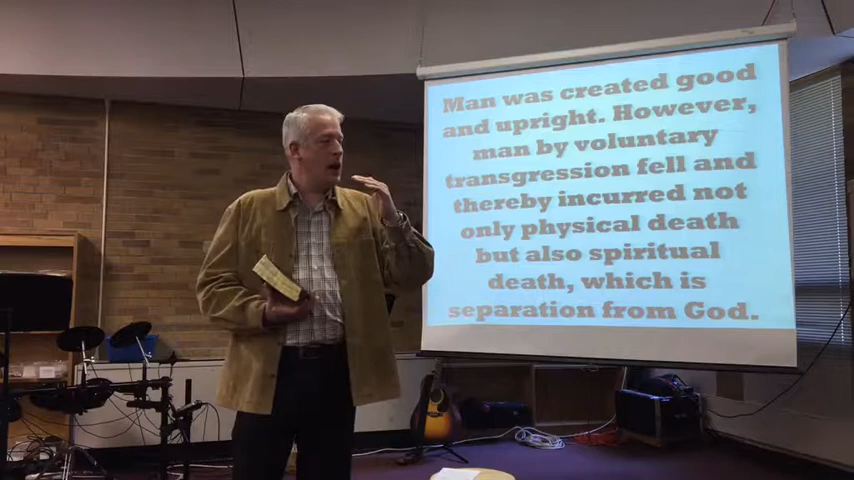 Man was created good
and upright. However,
man by voluntary
transgression fell and
thereby incurred not
only physical death
but also spiritual
death, which is
separation from God.